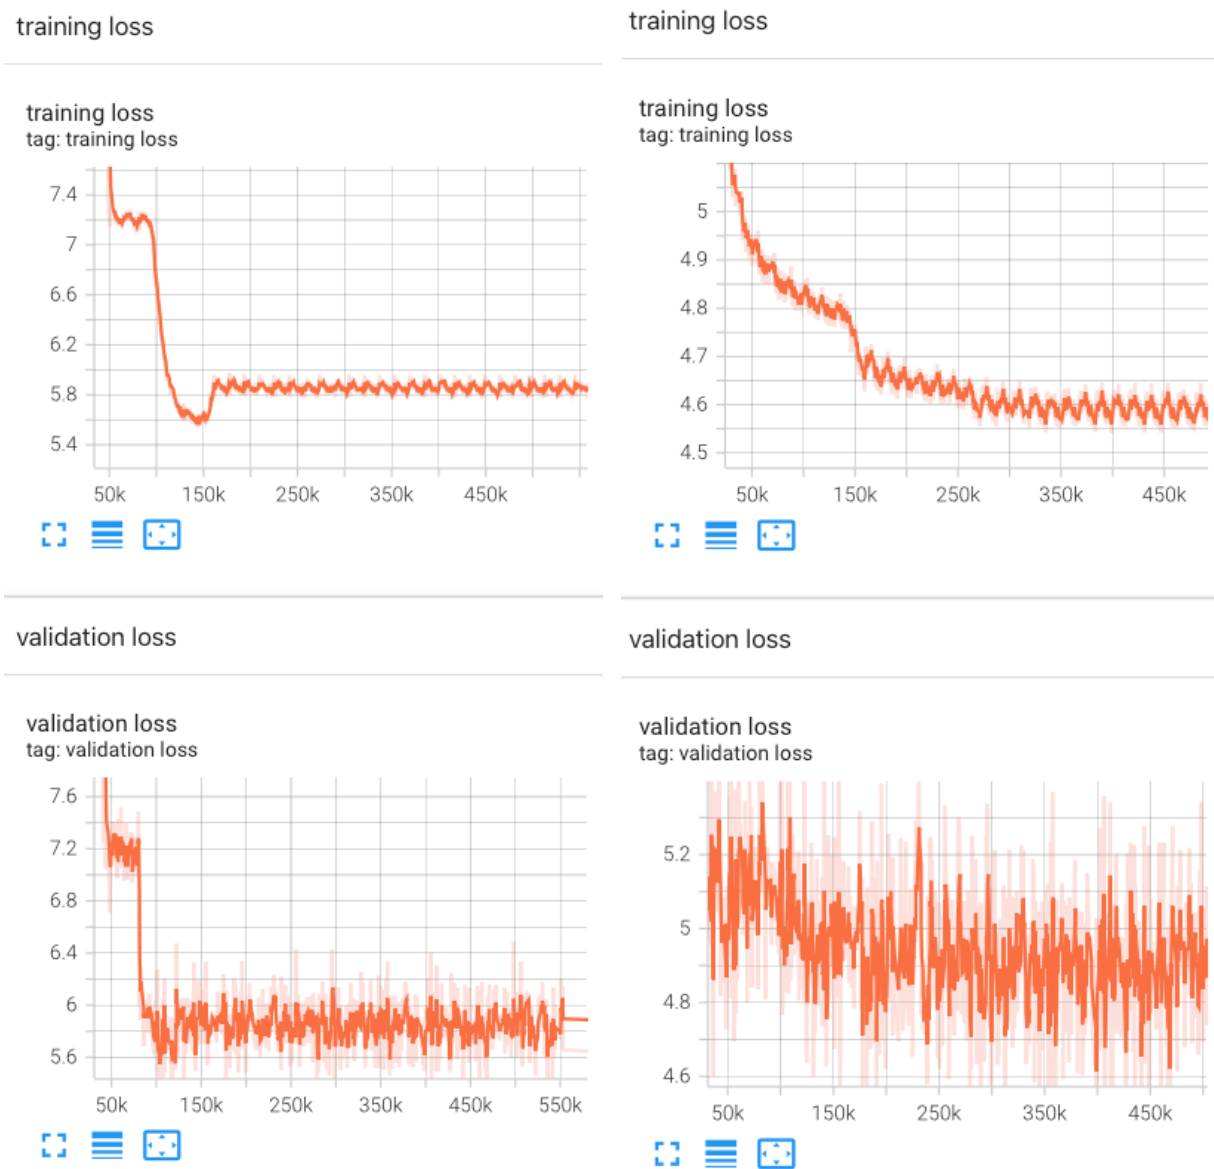 training loss
training loss
tag: training loss
7.4
7
6.6
6.2
5.8
5.4
50k 150k 250k 350k 450k
training loss
training loss
tag: training loss
5
4.9
4.8
4.7
4.6
4.5
50k 150k 250k 350k 450k
validation loss
validation loss
tag: validation loss
7.6
7.2
6.8
6.4
6
5.6
50k 150k 250k 350k 450k 550k
validation loss
validation loss
tag: validation loss
5.2
5
4.8
4.6
50k 150k 250k 350k 450k